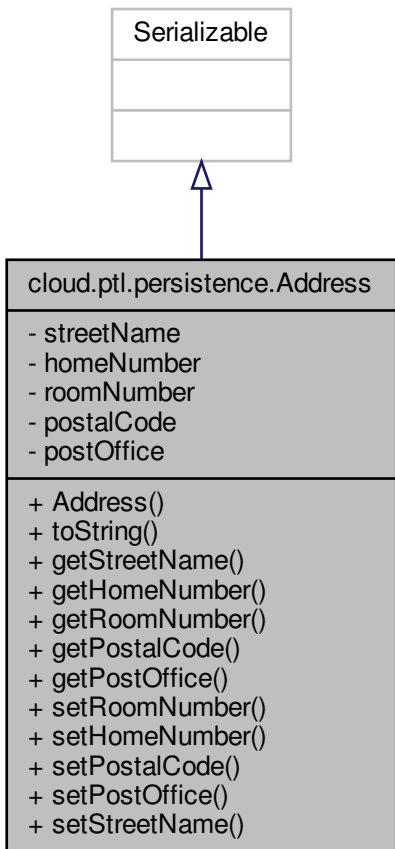 Serializable
cloud.ptl.persistence.Address
- streetName
- homeNumber
- roomNumber
- postalCode
- postOffice
+ Address()
+ toString()
+ getStreetName()
+ getHomeNumber()
+ getRoomNumber()
+ getPostalCode()
+ getPostOffice()
+ setRoomNumber()
+ setHomeNumber()
+ setPostalCode()
+ setPostOffice()
+ setStreetName()